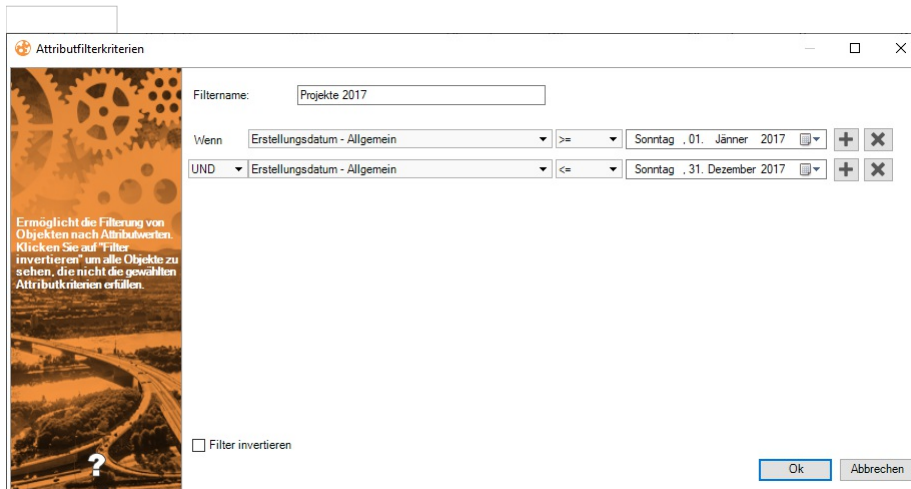 Attributfilterkriterien
Filtername: Projekte 2017
Wenn Erstellungsdatum - Allgemein >= Sonntag , 01. Jänner 2017
UND Erstellungsdatum - Allgemein <= Sonntag , 31. Dezember 2017
Ermöglicht die Filterung von
Objekten nach Attributwerten.
Klicken Sie auf "Filter
invertieren" um alle Objekte zu
sehen, die nicht die gewählten
Attributkriterien erfüllen.
Filter invertieren
?
Ok Abbrechen